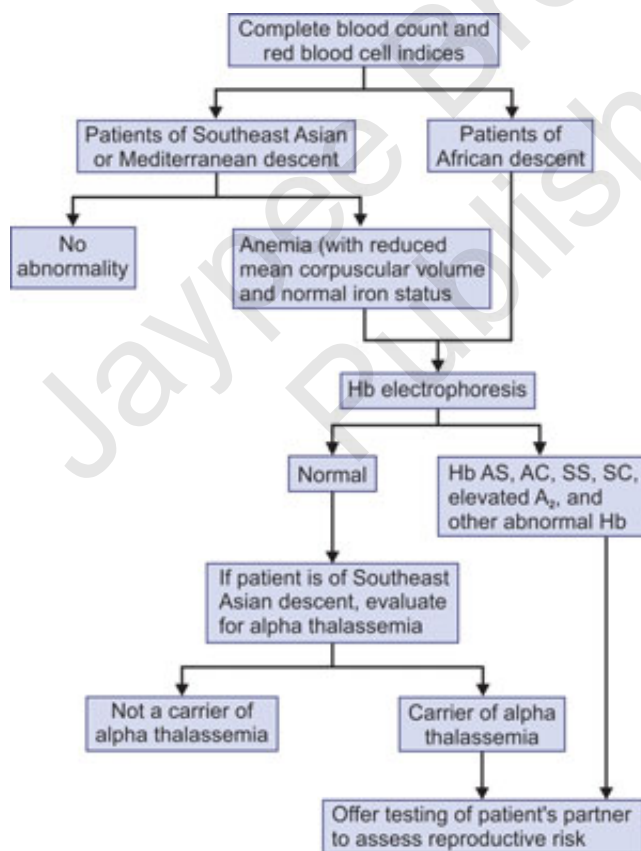 Complete blood count and
red blood cell indices
Patients of Southeast Asian
or Mediterranean descent
Patients of
African descent
No
abnormality
Anemia (with reduced
mean corpuscular volume
and normal iron status
Hb electrophoresis
Normal
Hb AS, AC, SS, SC,
elevated A₂, and
other abnormal Hb
If patient is of Southeast
Asian descent, evaluate
for alpha thalassemia
Not a carrier of
alpha thalassemia
Carrier of alpha
thalassemia
Offer testing of patient's partner
to assess reproductive risk
Jaypee Bro
Publish